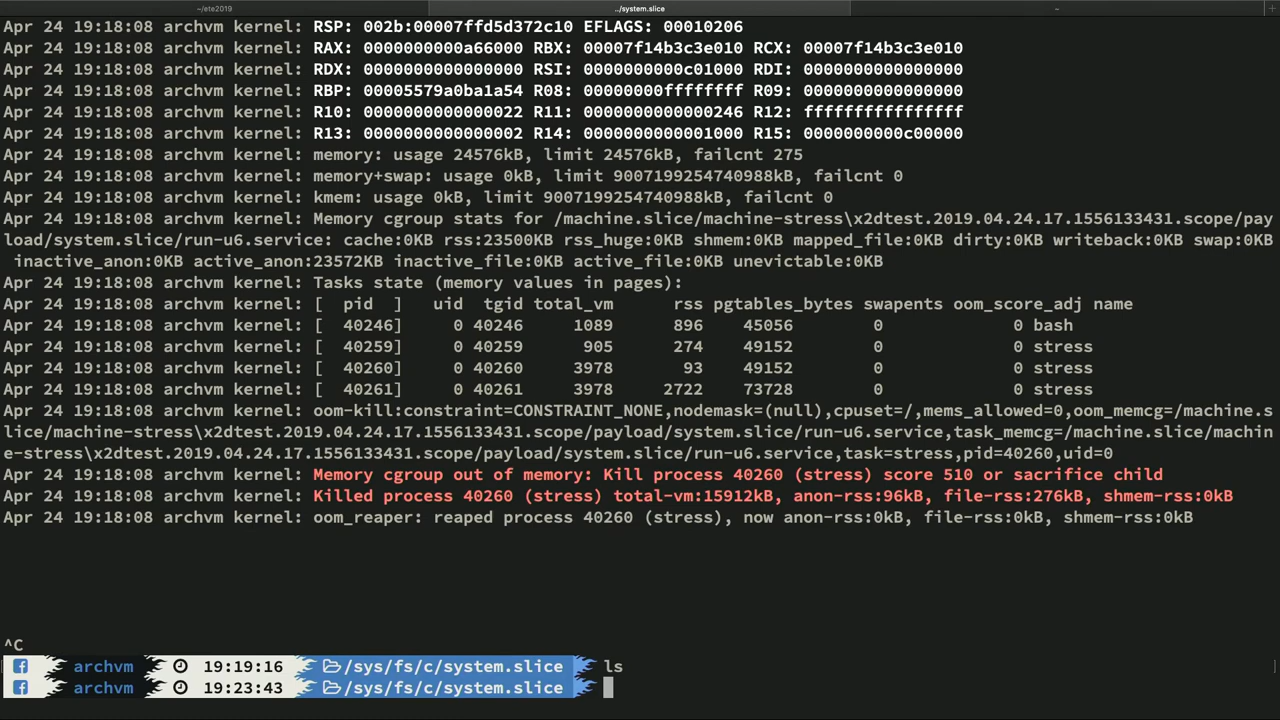 ~/ete2019 ../system.slice ~ +
Apr 24 19:18:08 archvm kernel: RSP: 002b:00007ffd5d372c10 EFLAGS: 00010206
Apr 24 19:18:08 archvm kernel: RAX: 0000000000a66000 RBX: 00007f14b3c3e010 RCX: 00007f14b3c3e010
Apr 24 19:18:08 archvm kernel: RDX: 0000000000000000 RSI: 0000000000c01000 RDI: 0000000000000000
Apr 24 19:18:08 archvm kernel: RBP: 00005579a0ba1a54 R08: 00000000ffffffff R09: 0000000000000000
Apr 24 19:18:08 archvm kernel: R10: 0000000000000022 R11: 0000000000000246 R12: ffffffffffffffff
Apr 24 19:18:08 archvm kernel: R13: 0000000000000002 R14: 0000000000001000 R15: 0000000000c00000
Apr 24 19:18:08 archvm kernel: memory: usage 24576kB, limit 24576kB, failcnt 275
Apr 24 19:18:08 archvm kernel: memory+swap: usage 0kB, limit 9007199254740988kB, failcnt 0
Apr 24 19:18:08 archvm kernel: kmem: usage 0kB, limit 9007199254740988kB, failcnt 0
Apr 24 19:18:08 archvm kernel: Memory cgroup stats for /machine.slice/machine-stress\x2dtest.2019.04.24.17.1556133431.scope/pay
load/system.slice/run-u6.service: cache:0KB rss:23500KB rss_huge:0KB shmem:0KB mapped_file:0KB dirty:0KB writeback:0KB swap:0KB
inactive_anon:0KB active_anon:23572KB inactive_file:0KB active_file:0KB unevictable:0KB
Apr 24 19:18:08 archvm kernel: Tasks state (memory values in pages):
Apr 24 19:18:08 archvm kernel: [ pid ] uid tgid total_vm rss pgtables_bytes swapents oom_score_adj name
Apr 24 19:18:08 archvm kernel: [ 40246] 0 40246 1089 896 45056 0 0 bash
Apr 24 19:18:08 archvm kernel: [ 40259] 0 40259 905 274 49152 0 0 stress
Apr 24 19:18:08 archvm kernel: [ 40260] 0 40260 3978 93 49152 0 0 stress
Apr 24 19:18:08 archvm kernel: [ 40261] 0 40261 3978 2722 73728 0 0 stress
Apr 24 19:18:08 archvm kernel: oom-kill:constraint=CONSTRAINT_NONE,nodemask=(null),cpuset=/,mems_allowed=0,oom_memcg=/machine.s
lice/machine-stress\x2dtest.2019.04.24.17.1556133431.scope/payload/system.slice/run-u6.service,task_memcg=/machine.slice/machin
e-stress\x2dtest.2019.04.24.17.1556133431.scope/payload/system.slice/run-u6.service,task=stress,pid=40260,uid=0
Apr 24 19:18:08 archvm kernel: Memory cgroup out of memory: Kill process 40260 (stress) score 510 or sacrifice child
Apr 24 19:18:08 archvm kernel: Killed process 40260 (stress) total-vm:15912kB, anon-rss:96kB, file-rss:276kB, shmem-rss:0kB
Apr 24 19:18:08 archvm kernel: oom_reaper: reaped process 40260 (stress), now anon-rss:0kB, file-rss:0kB, shmem-rss:0kB
^C
archvm 19:19:16 /sys/fs/c/system.slice ls
archvm 19:23:43 /sys/fs/c/system.slice